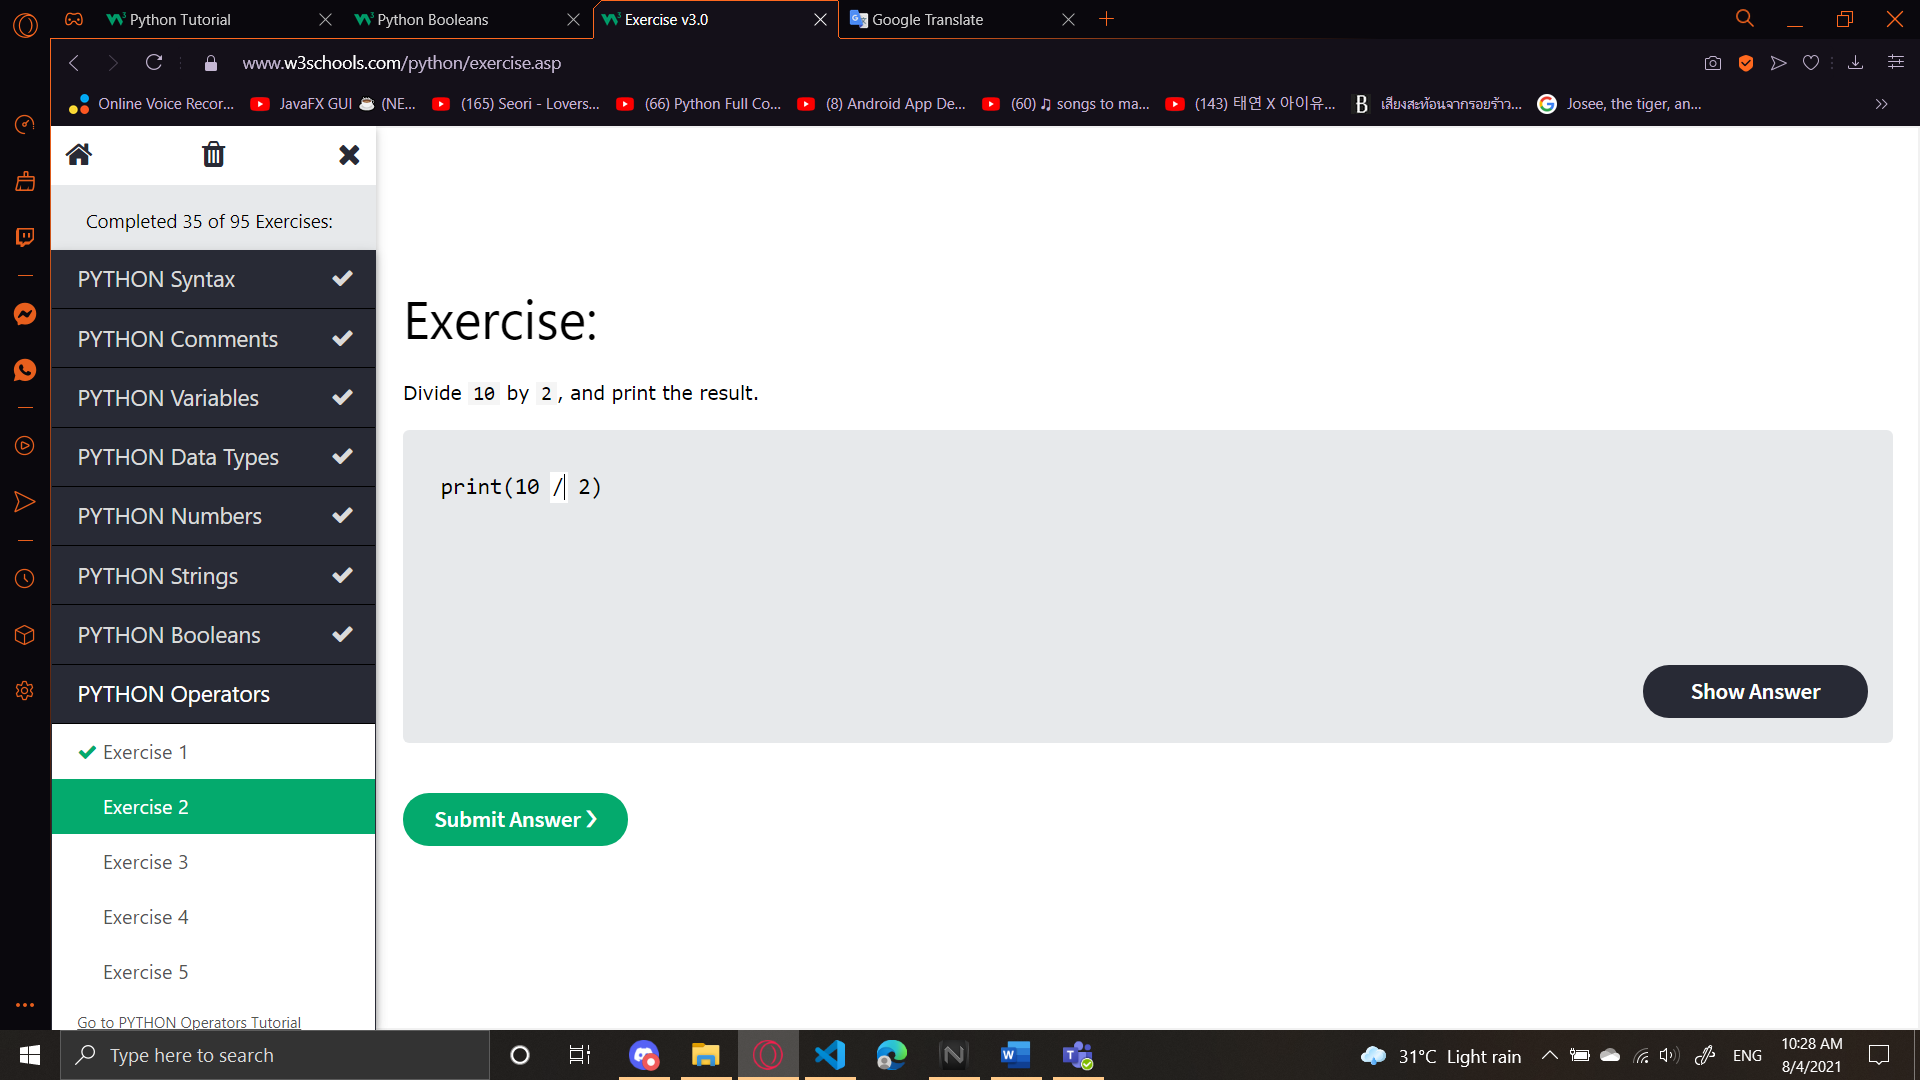 Python Tutorial
Python Booleans
Exercise v3.0
Google Translate
www.w3schools.com/python/exercise.asp
Online Voice Recor...
JavaFX GUI ☕ (NE...
(165) Seori - Lovers...
(66) Python Full Co...
(8) Android App De...
(60) ♫ songs to ma...
(143) 태연 X 아이유...
เสียงสะท้อนจากรอยร้าว...
Josee, the tiger, an...
Completed 35 of 95 Exercises:
PYTHON Syntax
PYTHON Comments
PYTHON Variables
PYTHON Data Types
PYTHON Numbers
PYTHON Strings
PYTHON Booleans
PYTHON Operators
Exercise 1
Exercise 2
Exercise 3
Exercise 4
Exercise 5
Go to PYTHON Operators Tutorial
Exercise:
Divide 10 by 2, and print the result.
print(10 / 2)
Show Answer
Submit Answer ❯
Type here to search
31°C Light rain
ENG
10:28 AM
8/4/2021